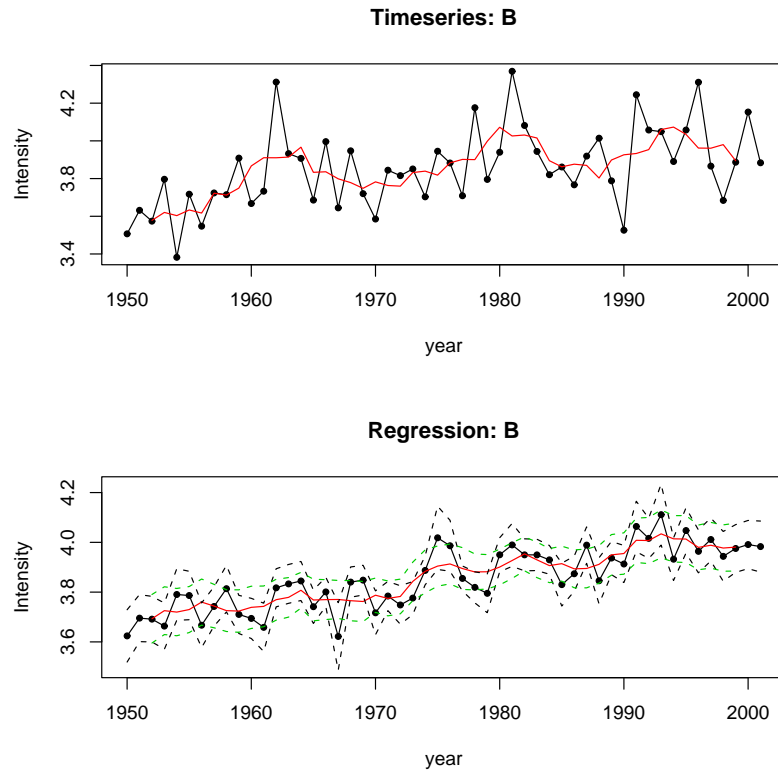 Timeseries: B
4.2
3.8
3.4
Intensity
1950 1960 1970 1980 1990 2000
year
Regression: B
4.2
4.0
3.8
3.6
Intensity
1950 1960 1970 1980 1990 2000
year